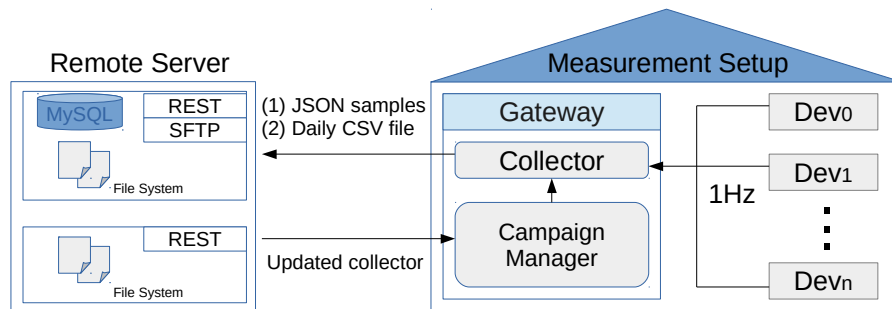 Remote Server
MySQL
REST
SFTP
File System
REST
File System
(1) JSON samples
(2) Daily CSV file
Updated collector
Measurement Setup
Gateway
Collector
Campaign
Manager
1Hz
Dev0
Dev1
Devn